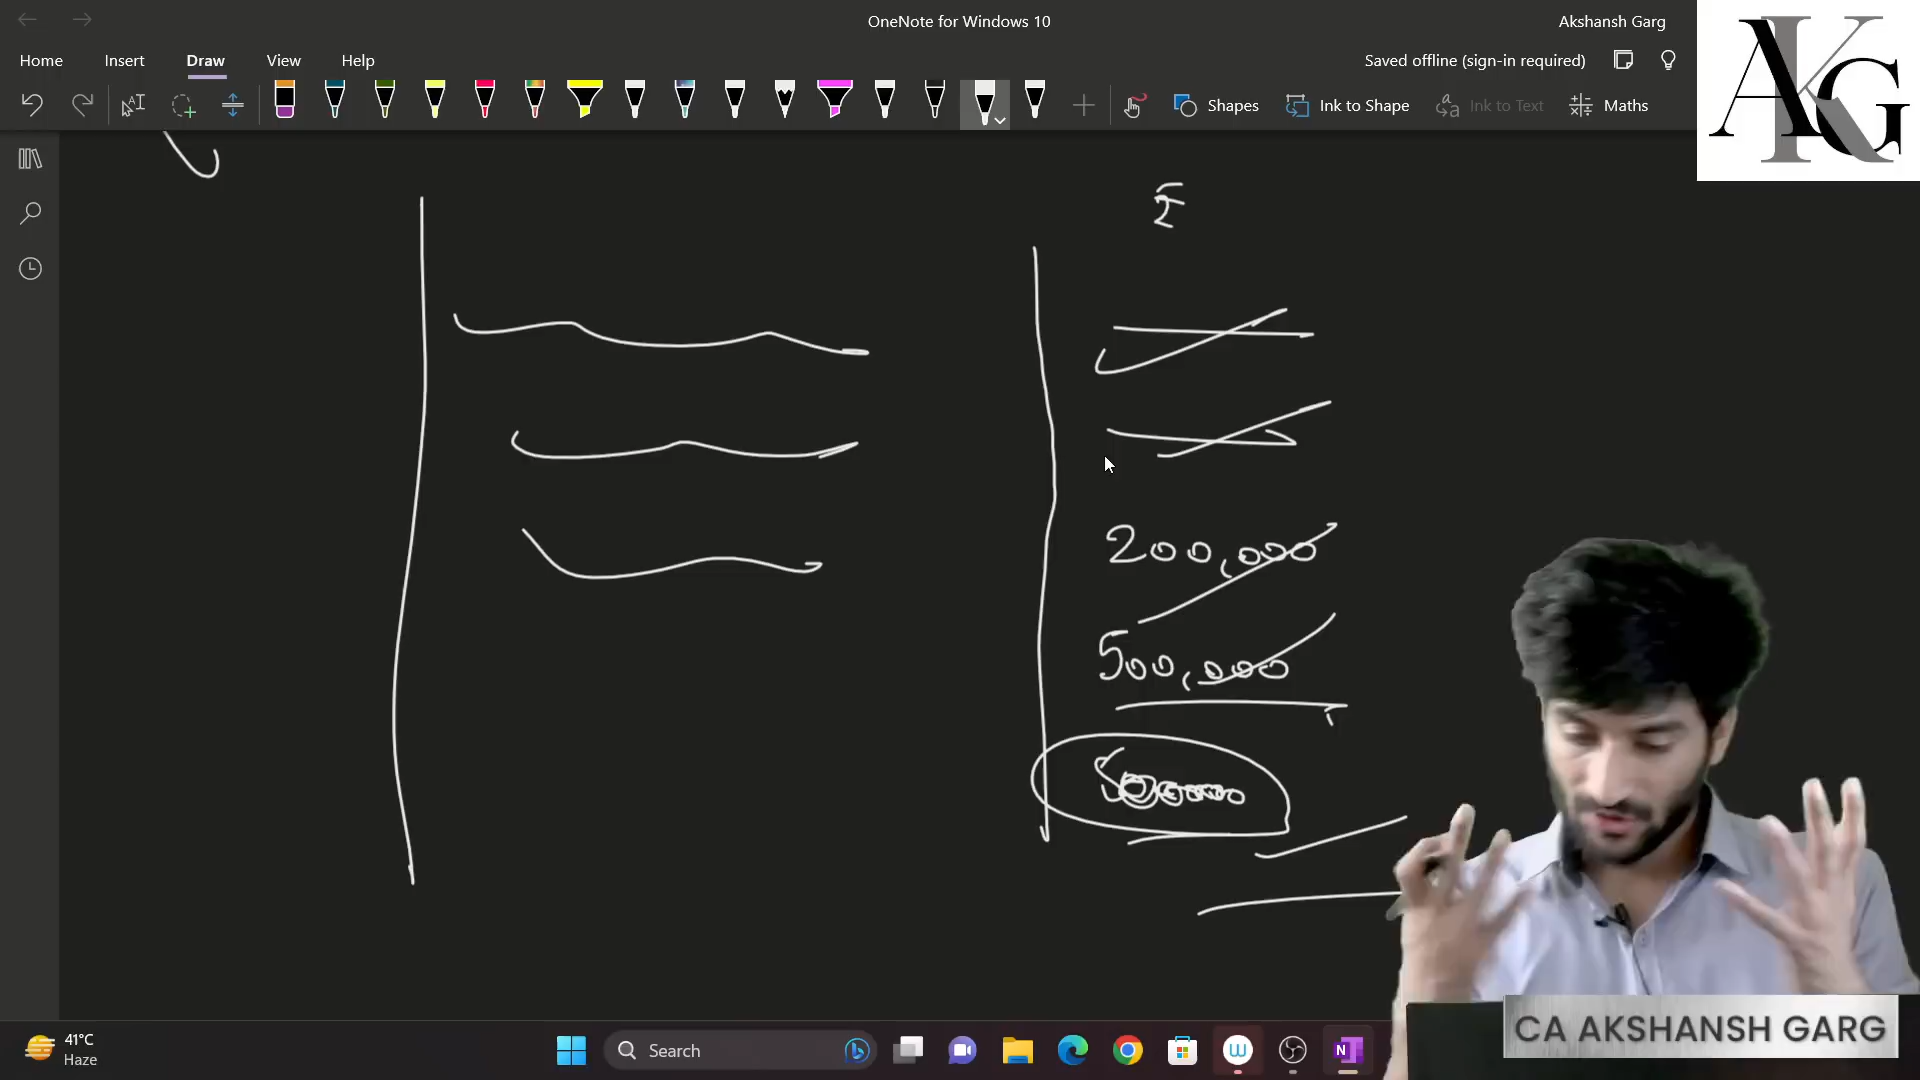 OneNote for Windows 10
Akshansh Garg
Home
Insert
Draw
View
Help
Saved offline (sign-in required)
Shapes
Ink to Shape
Ink to Text
Maths
AKG
200,000
500,000
CA AKSHANSH GARG
41°C
Haze
Search